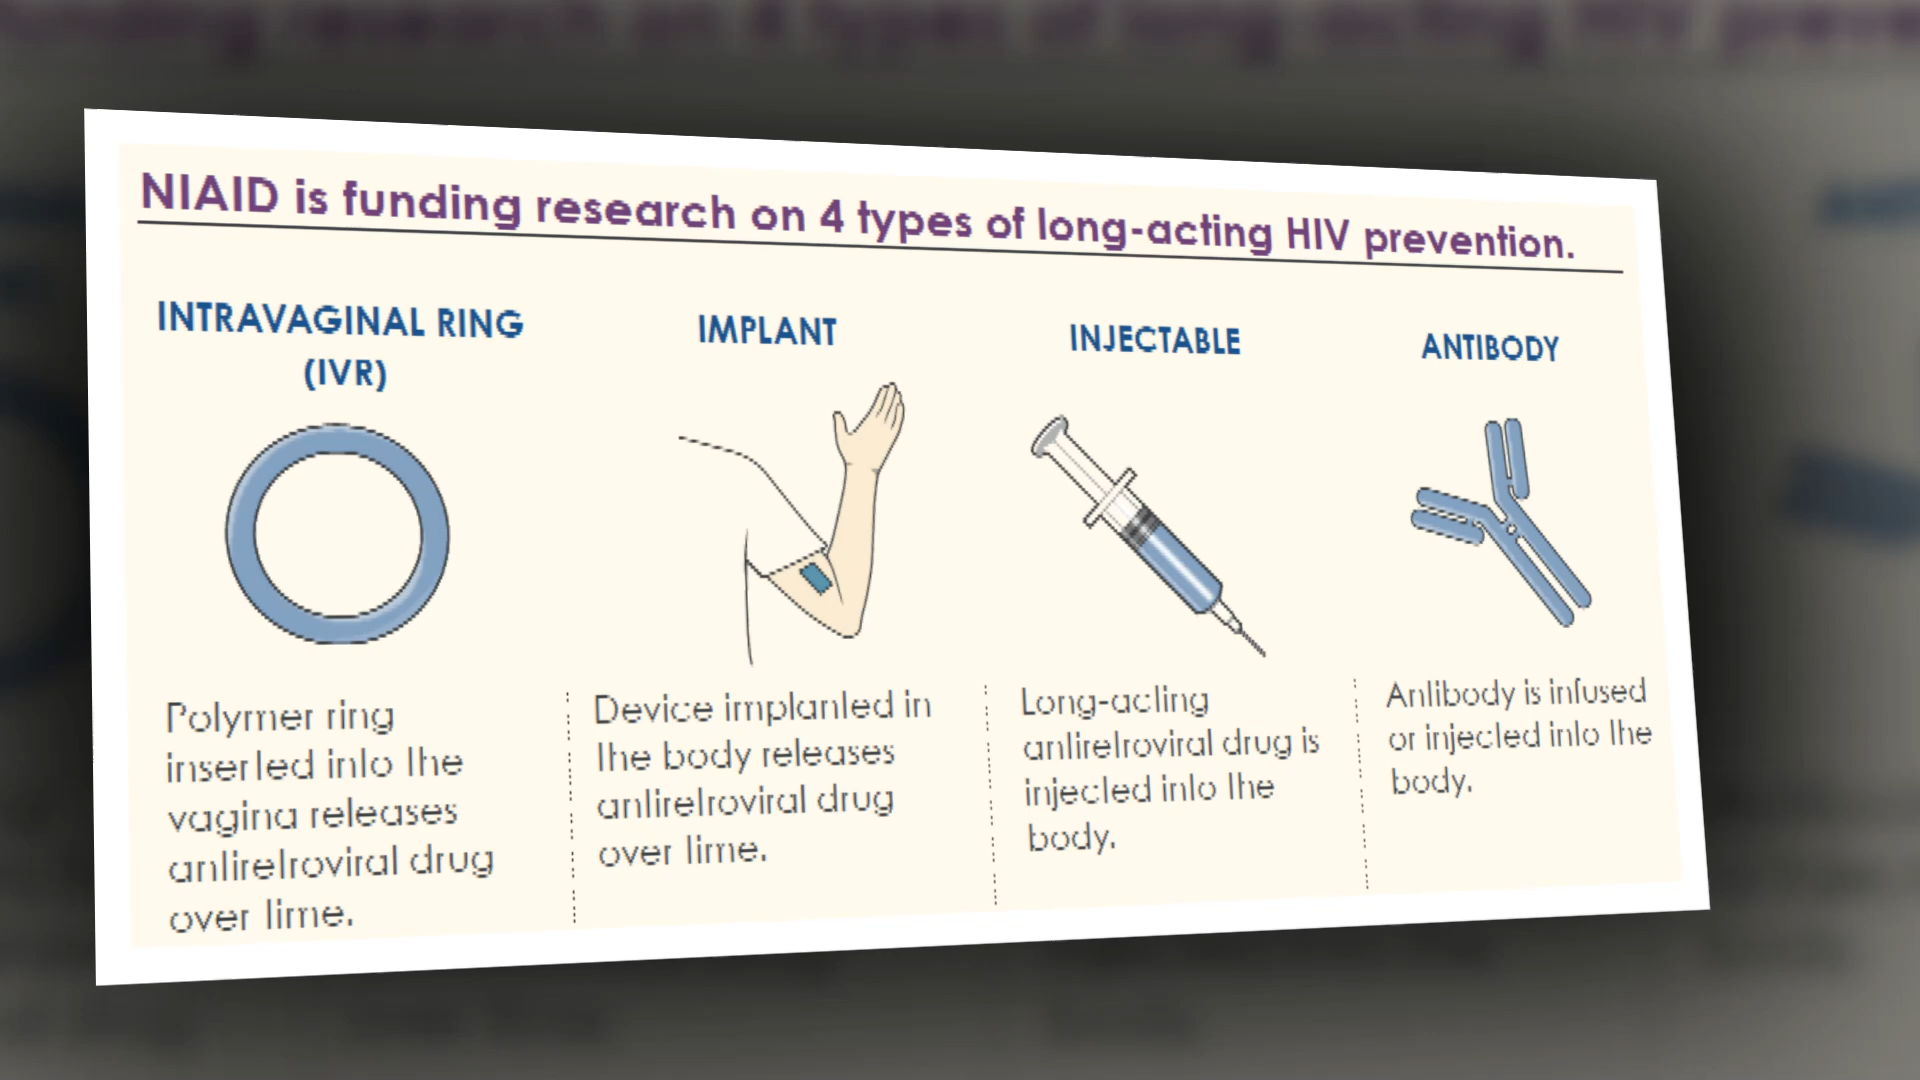 NIAID is funding research on 4 types of long-acting HIV prevention.
INTRAVAGINAL RING
(IVR)
Polymer ring
inserted into the
vagina releases
antiretroviral drug
over time.
IMPLANT
Device implanted in
the body releases
antiretroviral drug
over time.
INJECTABLE
Long-acting
antiretroviral drug is
injected into the
body.
ANTIBODY
Antibody is infused
or injected into the
body.